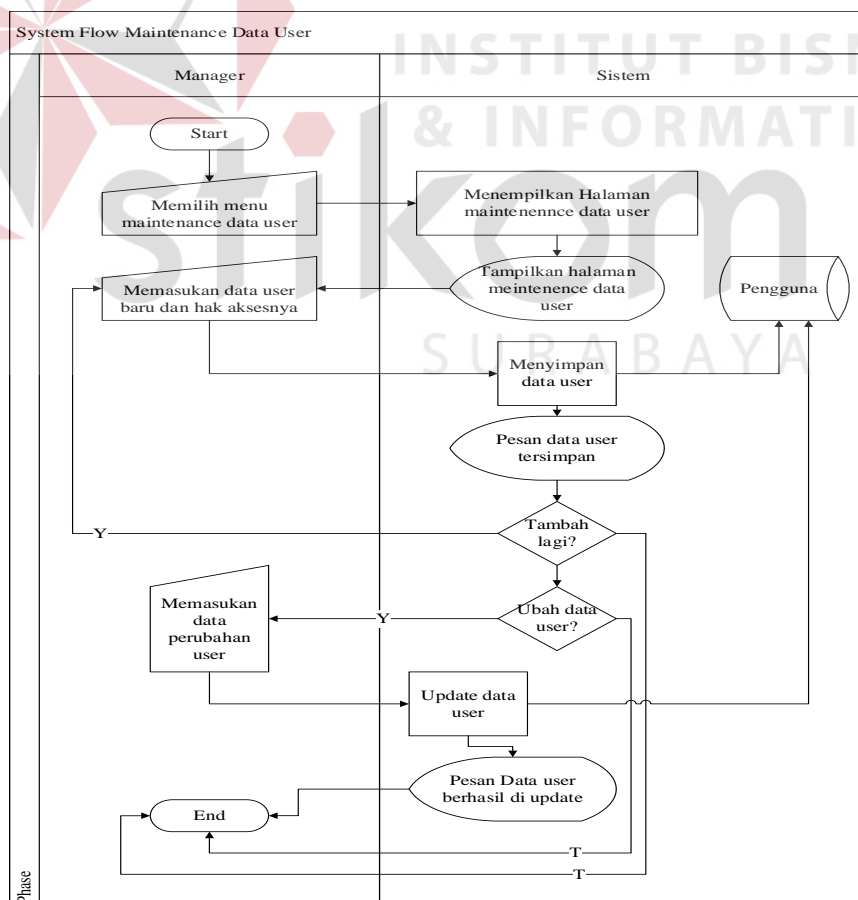 System Flow Maintenance Data User
INSTITUT BISI
& INFORMATI
stikom
SURABAYA
Manager
Sistem
Start
Memilih menu
maintenance data user
Menempilkan Halaman
maintenennce data user
Memasukan data user
baru dan hak aksesnya
Tampilkan halaman
meintenence data
user
Pengguna
Menyimpan
data user
Pesan data user
tersimpan
Tambah
lagi?
Y
Memasukan
data
perubahan
user
Y
Ubah data
user?
Update data
user
Pesan Data user
berhasil di update
End
T
T
Phase